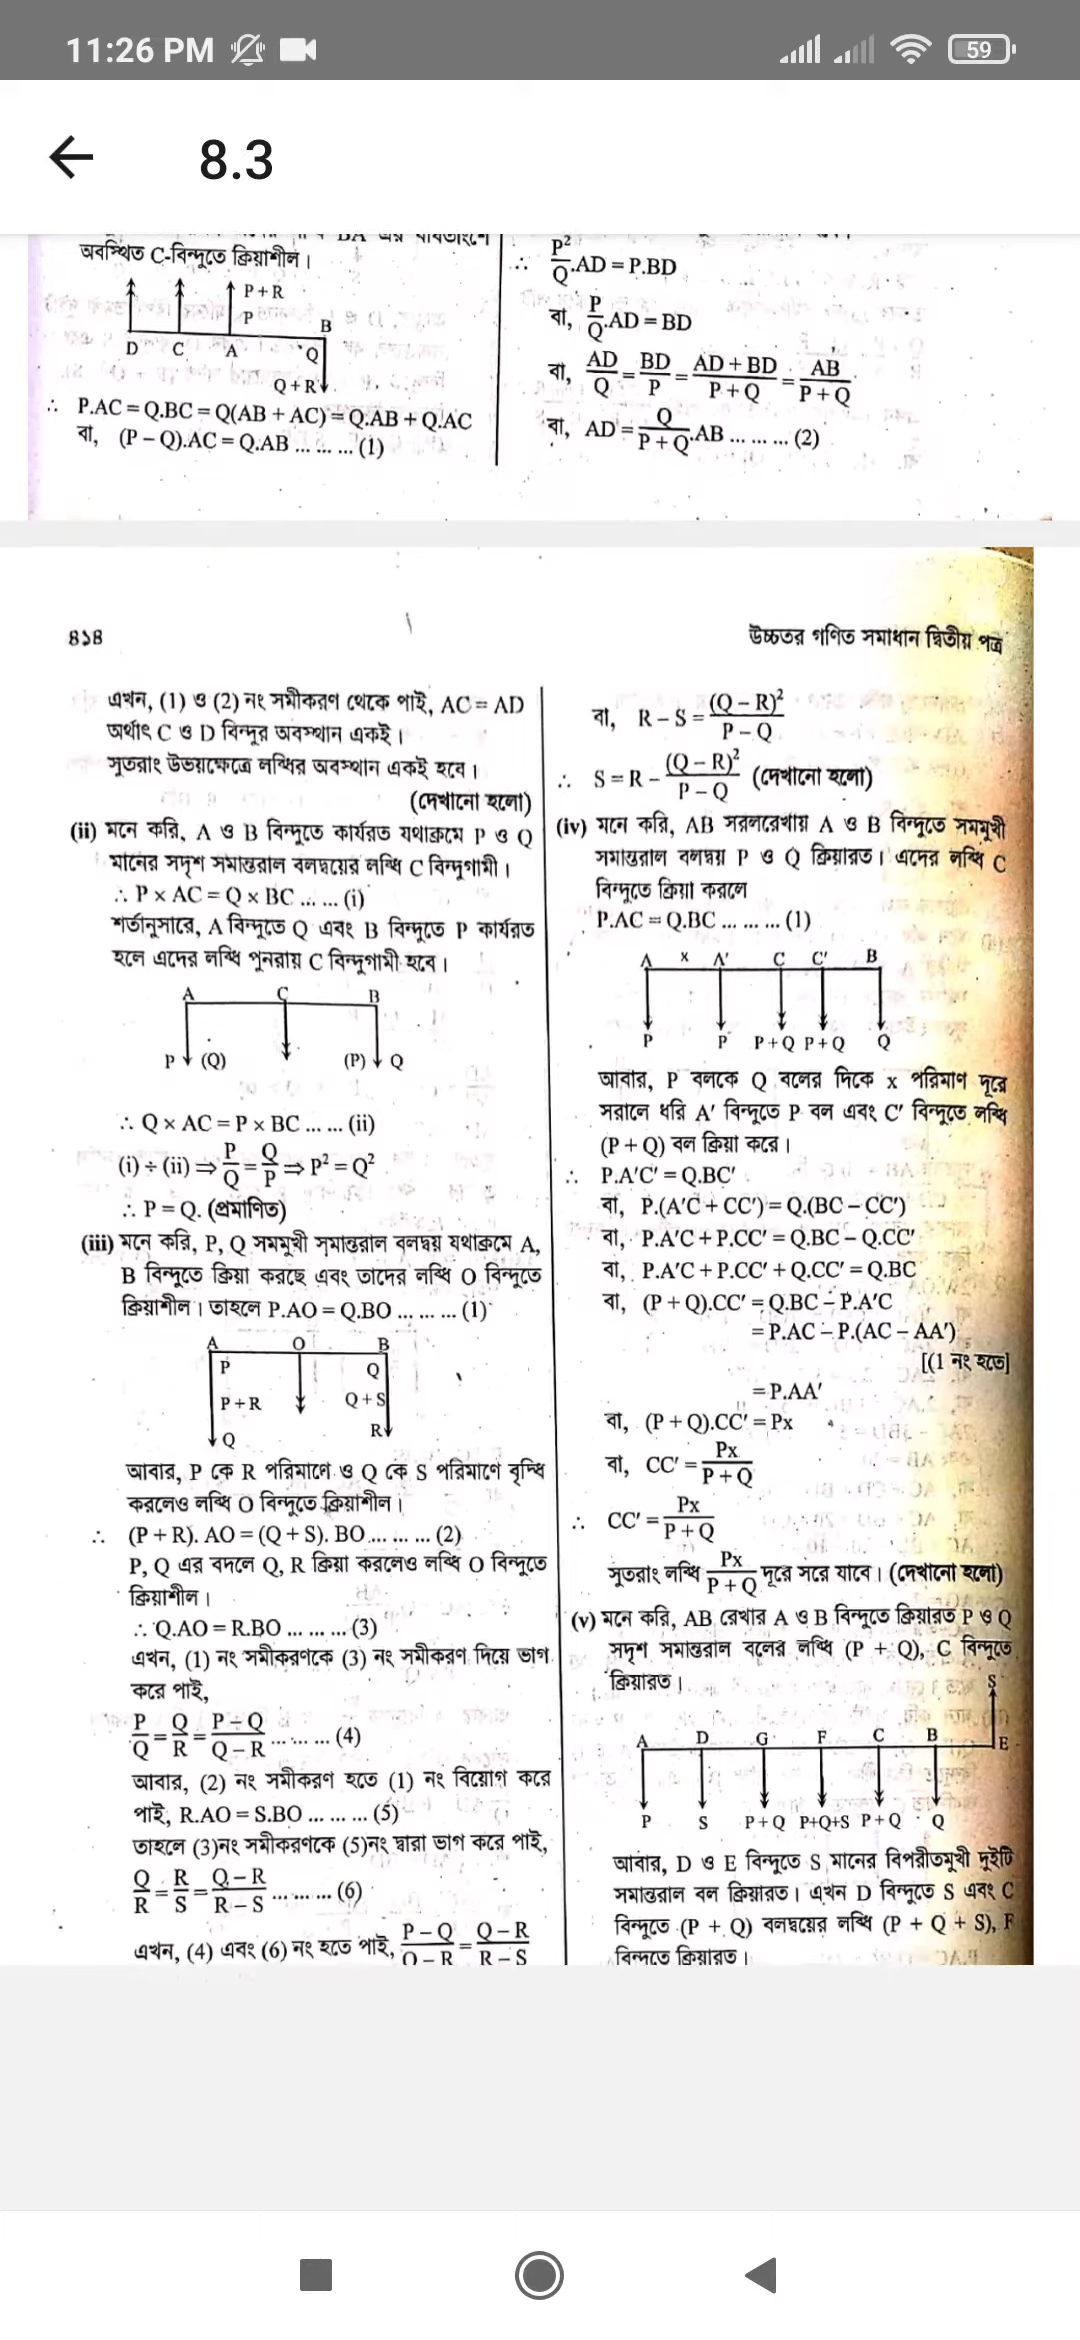 11:26 PM
59
8.3
অবস্থিত C-বিন্দুতে ক্রিয়াশীল।
P+R
P
B
D C A Q
Q+R
∴ P.AC = Q.BC = Q(AB + AC) = Q.AB + Q.AC
বা, (P – Q).AC = Q.AB ... ... ... (1)
∴ P²/Q .AD = P.BD
বা, P/Q .AD = BD
বা, AD/Q = BD/P = AD + BD/P + Q = AB/P + Q
বা, AD = Q/P + Q .AB ... ... ... (2)
৪১৪
উচ্চতর গণিত সমাধান দ্বিতীয় পত্র
এখন, (1) ও (2) নং সমীকরণ থেকে পাই, AC = AD
অর্থাৎ C ও D বিন্দুর অবস্থান একই।
সুতরাং উভয়ক্ষেত্রে লব্ধির অবস্থান একই হবে।
(দেখানো হলো)
(ii) মনে করি, A ও B বিন্দুতে কার্যরত যথাক্রমে P ও Q
মানের সদৃশ সমান্তরাল বলদ্বয়ের লব্ধি C বিন্দুগামী।
∴ P × AC = Q × BC ... ... (i)
শর্তানুসারে, A বিন্দুতে Q এবং B বিন্দুতে P কার্যরত
হলে এদের লব্ধি পুনরায় C বিন্দুগামী হবে।
A C B
P (Q) (P) Q
∴ Q × AC = P × BC ... ... (ii)
(i) ÷ (ii) ⇒ P/Q = Q/P ⇒ P² = Q²
∴ P = Q. (প্রমাণিত)
(iii) মনে করি, P, Q সমমুখী সমান্তরাল বলদ্বয় যথাক্রমে A,
B বিন্দুতে ক্রিয়া করছে এবং তাদের লব্ধি O বিন্দুতে
ক্রিয়াশীল। তাহলে P.AO = Q.BO ... ... ... (1)
A O B
P Q
P+R Q+S
Q R
আবার, P কে R পরিমাণে ও Q কে S পরিমাণে বৃদ্ধি
করলেও লব্ধি O বিন্দুতে ক্রিয়াশীল।
∴ (P + R). AO = (Q + S). BO ... ... ... (2)
P, Q এর বদলে Q, R ক্রিয়া করলেও লব্ধি O বিন্দুতে
ক্রিয়াশীল।
∴ Q.AO = R.BO ... ... ... (3)
এখন, (1) নং সমীকরণকে (3) নং সমীকরণ দিয়ে ভাগ
করে পাই,
P/Q = Q/R = P – Q/Q – R ... ... ... (4)
আবার, (2) নং সমীকরণ হতে (1) নং বিয়োগ করে
পাই, R.AO = S.BO ... ... ... (5)
তাহলে (3)নং সমীকরণকে (5)নং দ্বারা ভাগ করে পাই,
Q/R = R/S = Q – R/R – S ... ... ... (6)
এখন, (4) এবং (6) নং হতে পাই, P – Q/Q – R = Q – R/R – S
বা, R – S = (Q – R)²/P – Q
∴ S = R – (Q – R)²/P – Q (দেখানো হলো)
(iv) মনে করি, AB সরলরেখায় A ও B বিন্দুতে সমমুখী
সমান্তরাল বলদ্বয় P ও Q ক্রিয়ারত। এদের লব্ধি C
বিন্দুতে ক্রিয়া করলে
P.AC = Q.BC ... ... ... (1)
A x A′ C C′ B
P P P+Q P+Q Q
আবার, P বলকে Q বলের দিকে x পরিমাণ দূরে
সরালে ধরি A′ বিন্দুতে P বল এবং C′ বিন্দুতে লব্ধি
(P + Q) বল ক্রিয়া করে।
∴ P.A′C′ = Q.BC′
বা, P.(A′C + CC′) = Q.(BC – CC′)
বা, P.A′C + P.CC′ = Q.BC – Q.CC′
বা, P.A′C + P.CC′ + Q.CC′ = Q.BC
বা, (P + Q).CC′ = Q.BC – P.A′C
= P.AC – P.(AC – AA′)
[(1 নং হতে]
= P.AA′
বা, (P + Q).CC′ = Px
বা, CC′ = Px/P + Q
∴ CC′ = Px/P + Q
সুতরাং লব্ধি Px/P + Q দূরে সরে যাবে। (দেখানো হলো)
(v) মনে করি, AB রেখার A ও B বিন্দুতে ক্রিয়ারত P ও Q
সদৃশ সমান্তরাল বলের লব্ধি (P + Q), C বিন্দুতে
ক্রিয়ারত।
S
A D G F C B E
P S P+Q P+Q+S P+Q Q
আবার, D ও E বিন্দুতে S মানের বিপরীতমুখী দুইটি
সমান্তরাল বল ক্রিয়ারত। এখন D বিন্দুতে S এবং C
বিন্দুতে (P + Q) বলদ্বয়ের লব্ধি (P + Q + S), F
বিন্দুতে ক্রিয়ারত।